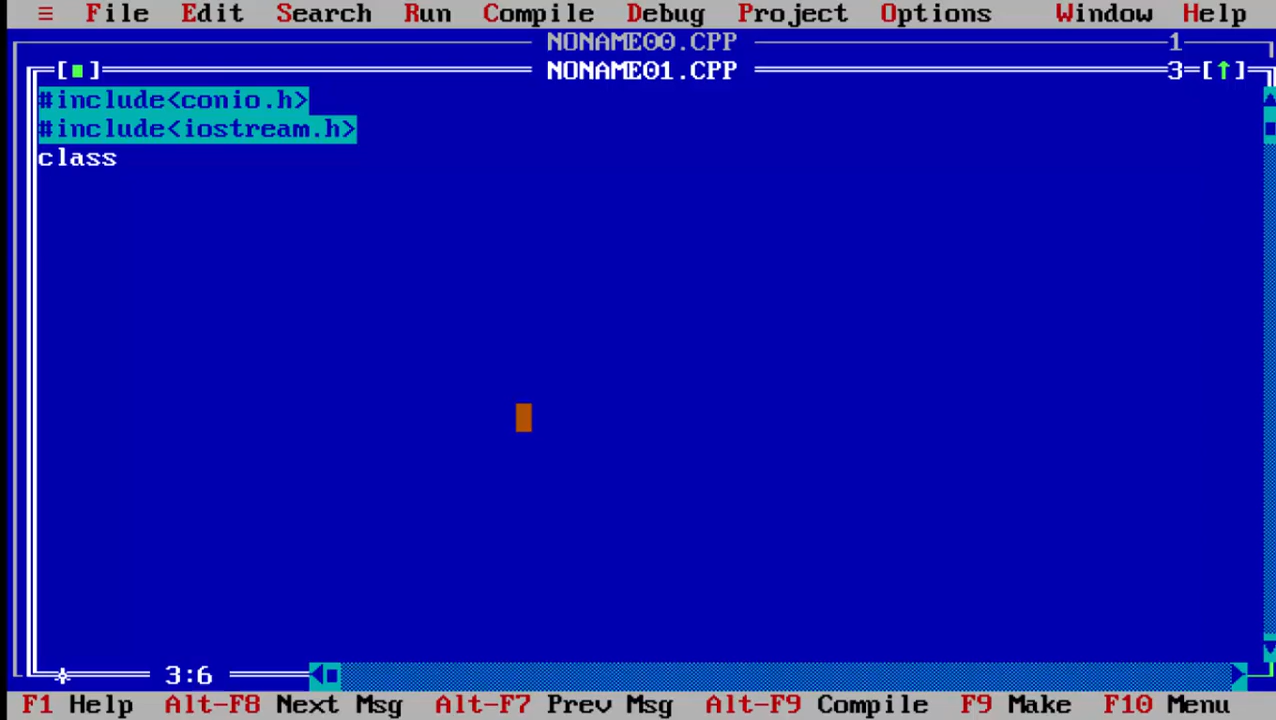 ≡ File Edit Search Run Compile Debug Project Options Window Help
NONAME00.CPP 1
[■] NONAME01.CPP 3=[↑]
#include<conio.h>
#include<iostream.h>
class
3:6
F1 Help Alt-F8 Next Msg Alt-F7 Prev Msg Alt-F9 Compile F9 Make F10 Menu